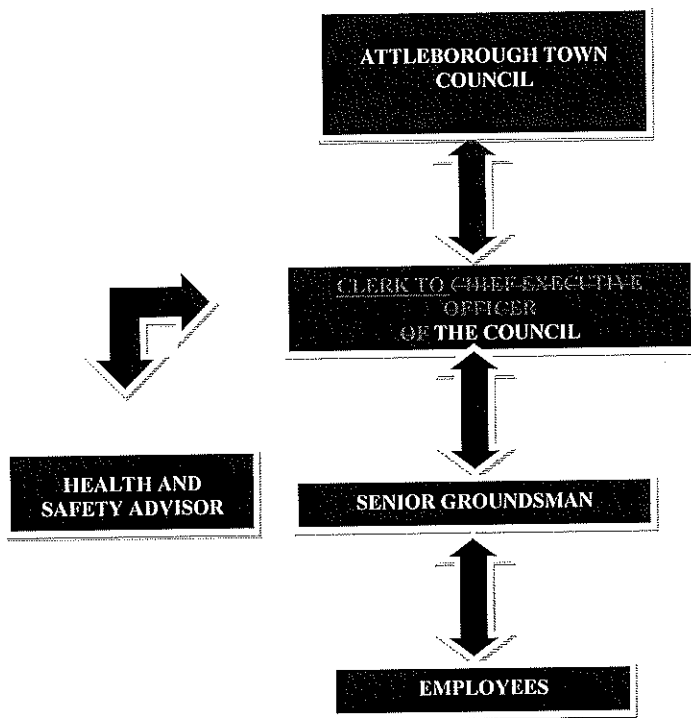 ATTLEBOROUGH TOWN
COUNCIL
CLERK TO CHIEF EXECUTIVE
OFFICER
OF THE COUNCIL
HEALTH AND
SAFETY ADVISOR
SENIOR GROUNDSMAN
EMPLOYEES